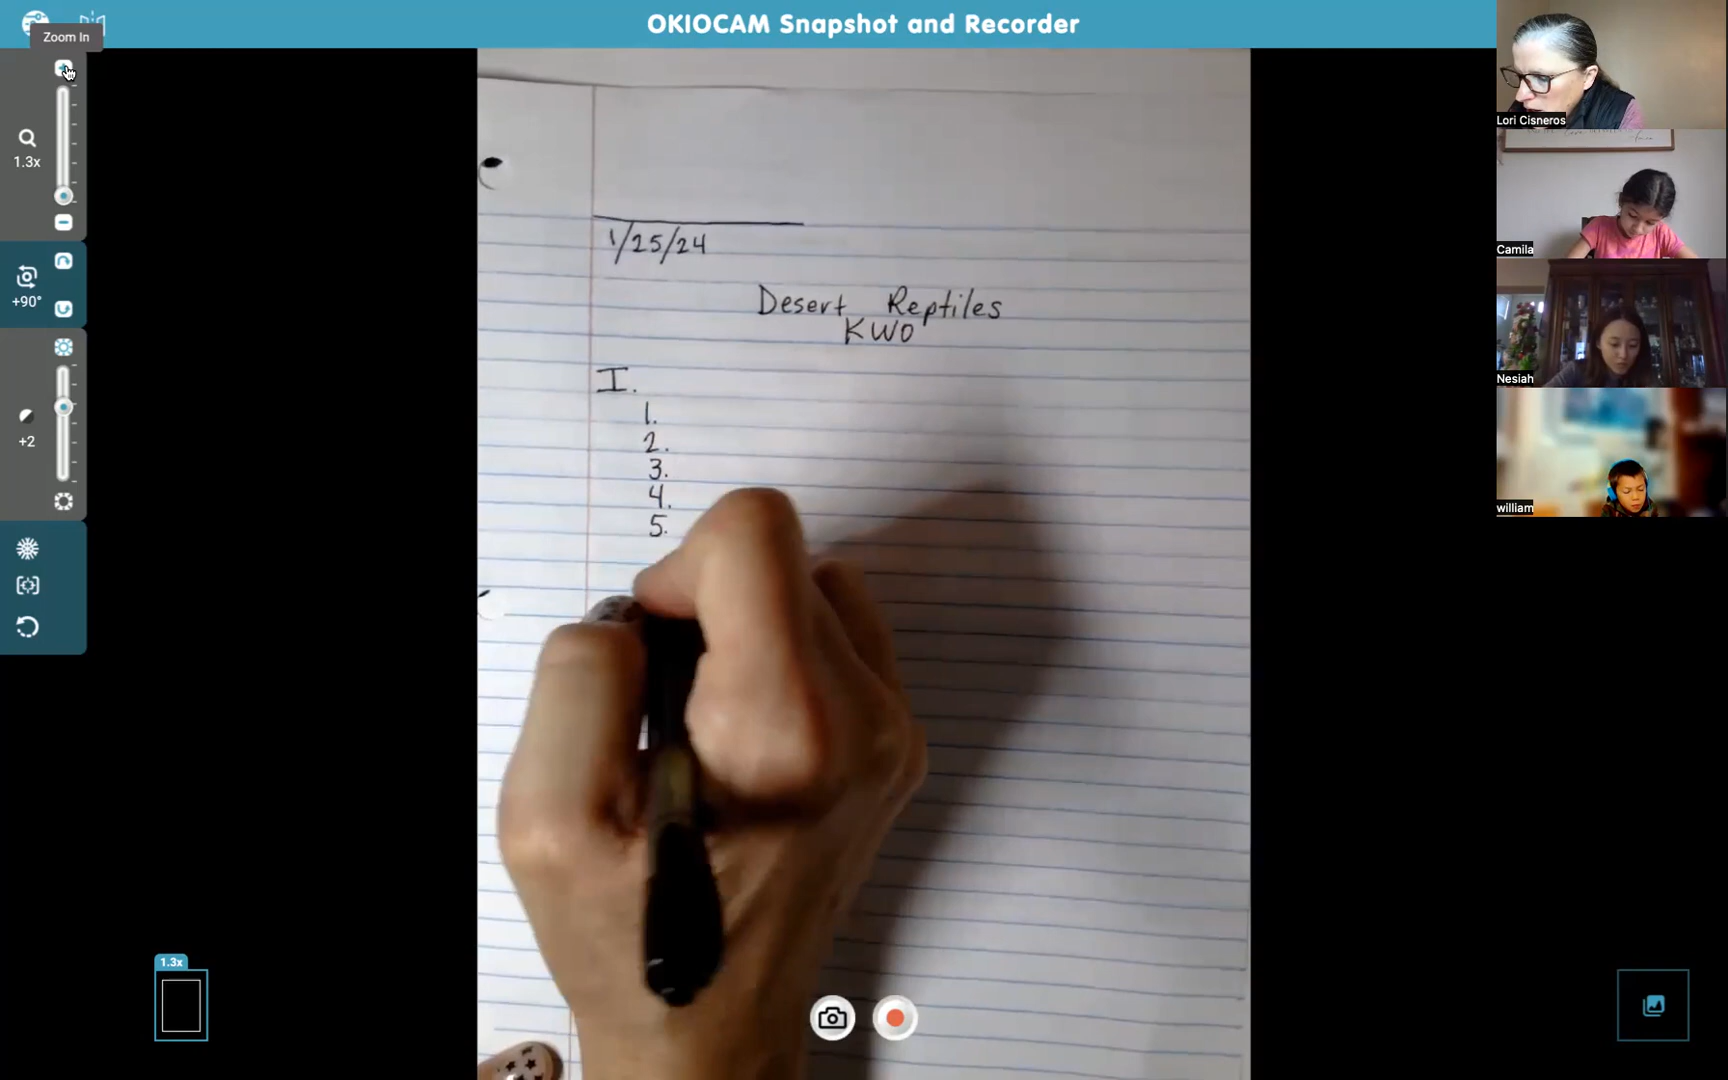 OKIOCAM Snapshot and Recorder
Zoom In
1.3x
+90°
+2
1.3x
1/25/24
Desert Reptiles
KWO
I.
1.
2.
3.
4.
5.
Lori Cisneros
Camila
Nesiah
william